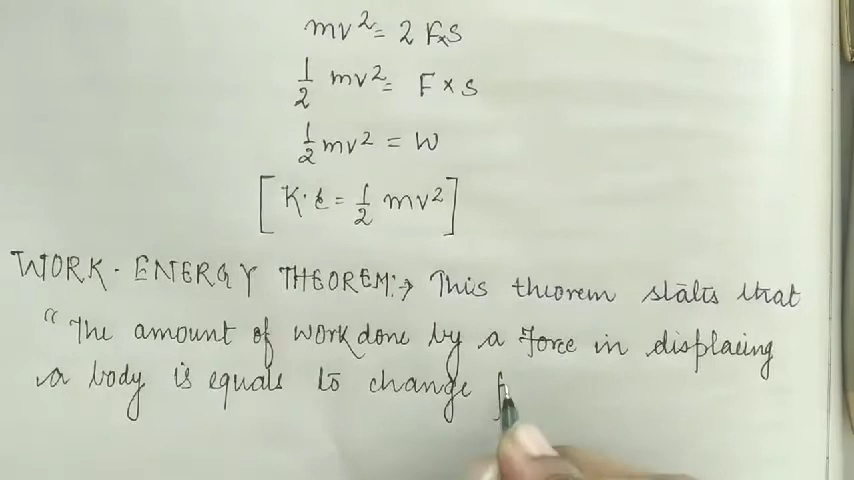 mv² = 2 F×S
1/2 mv² = F × S
1/2 mv² = W
[K.E = 1/2 mv²]
WORK - ENERGY THEOREM:→ This theorem states that
"The amount of work done by a force in displacing
a body is equals to change